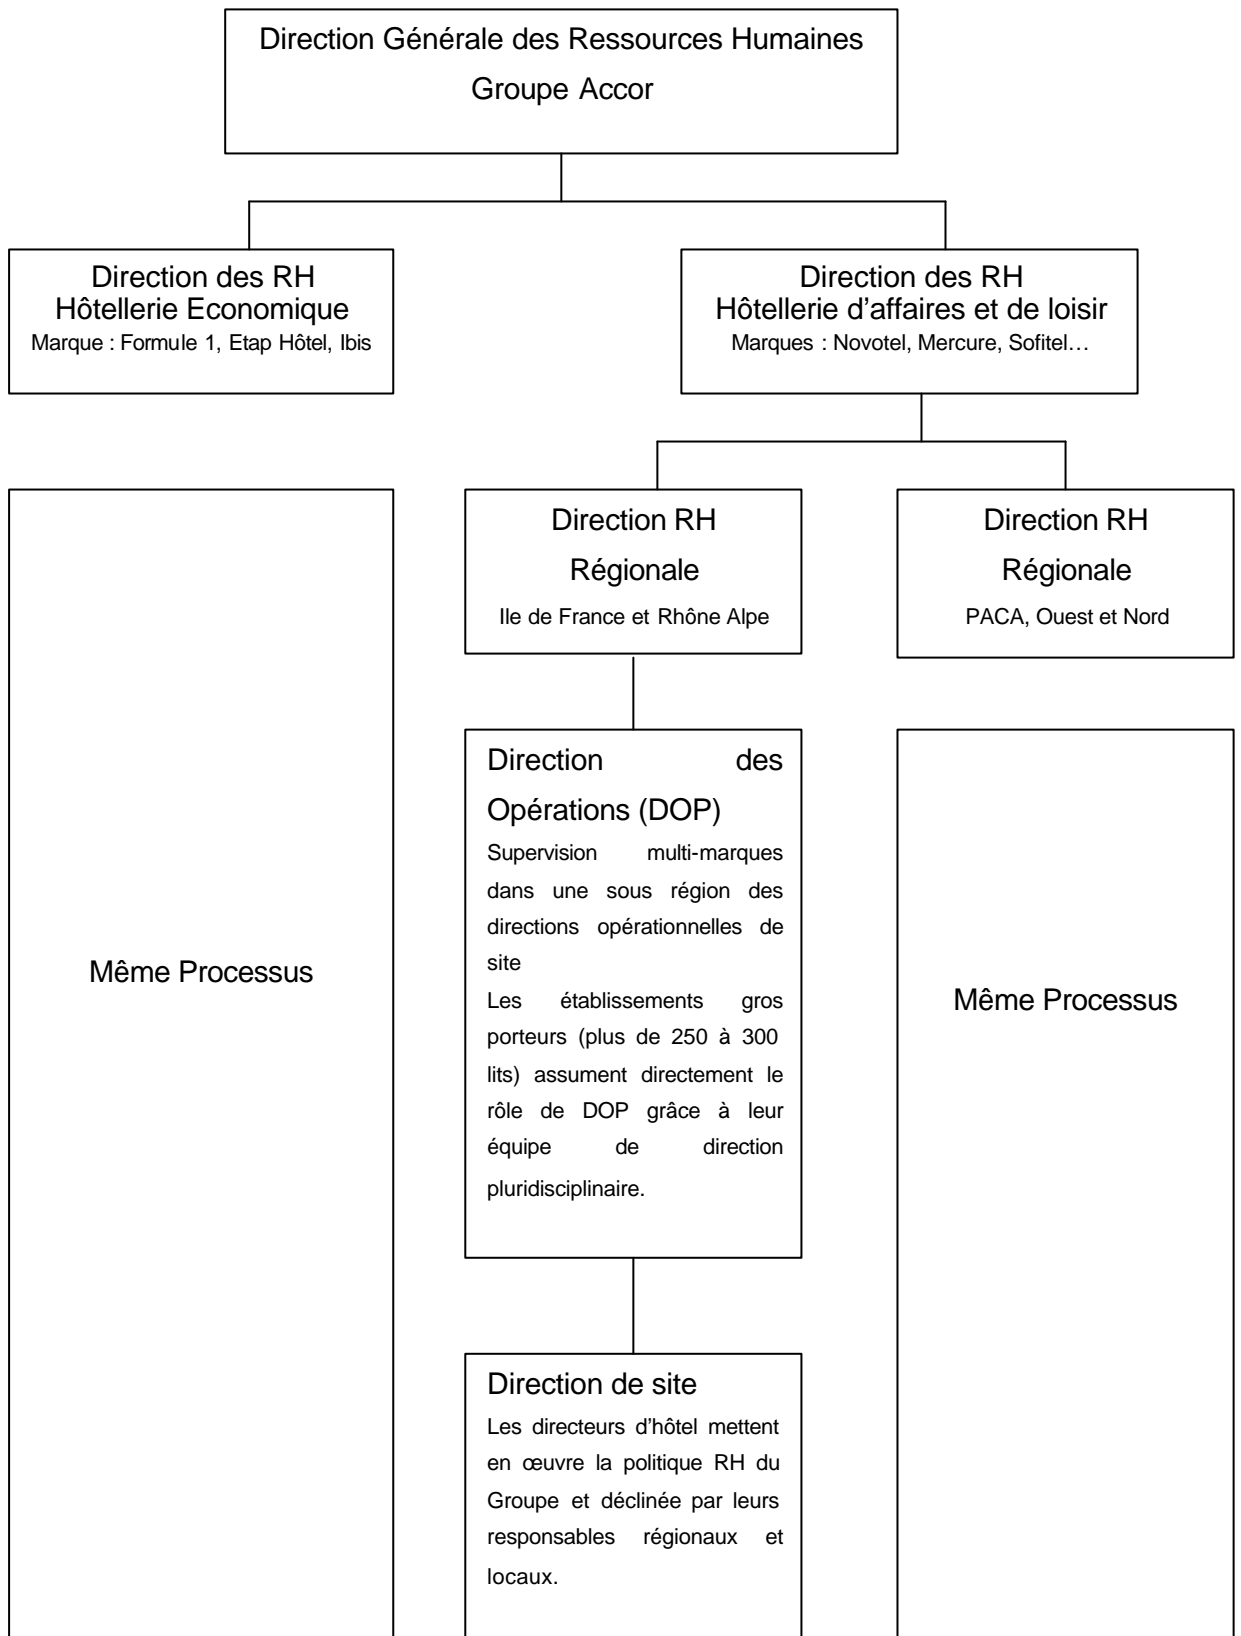 Direction Générale des Ressources Humaines
Groupe Accor
Direction des RH
Hôtellerie Economique
Marque : Formule 1, Etap Hôtel, Ibis
Direction des RH
Hôtellerie d'affaires et de loisir
Marques : Novotel, Mercure, Sofitel…
Direction RH
Régionale
Ile de France et Rhône Alpe
Direction RH
Régionale
PACA, Ouest et Nord
Même Processus
Direction des
Opérations (DOP)
Supervision multi-marques
dans une sous région des
directions opérationnelles de
site
Les établissements gros
porteurs (plus de 250 à 300
lits) assument directement le
rôle de DOP grâce à leur
équipe de direction
pluridisciplinaire.
Même Processus
Direction de site
Les directeurs d'hôtel mettent
en œuvre la politique RH du
Groupe et déclinée par leurs
responsables régionaux et
locaux.